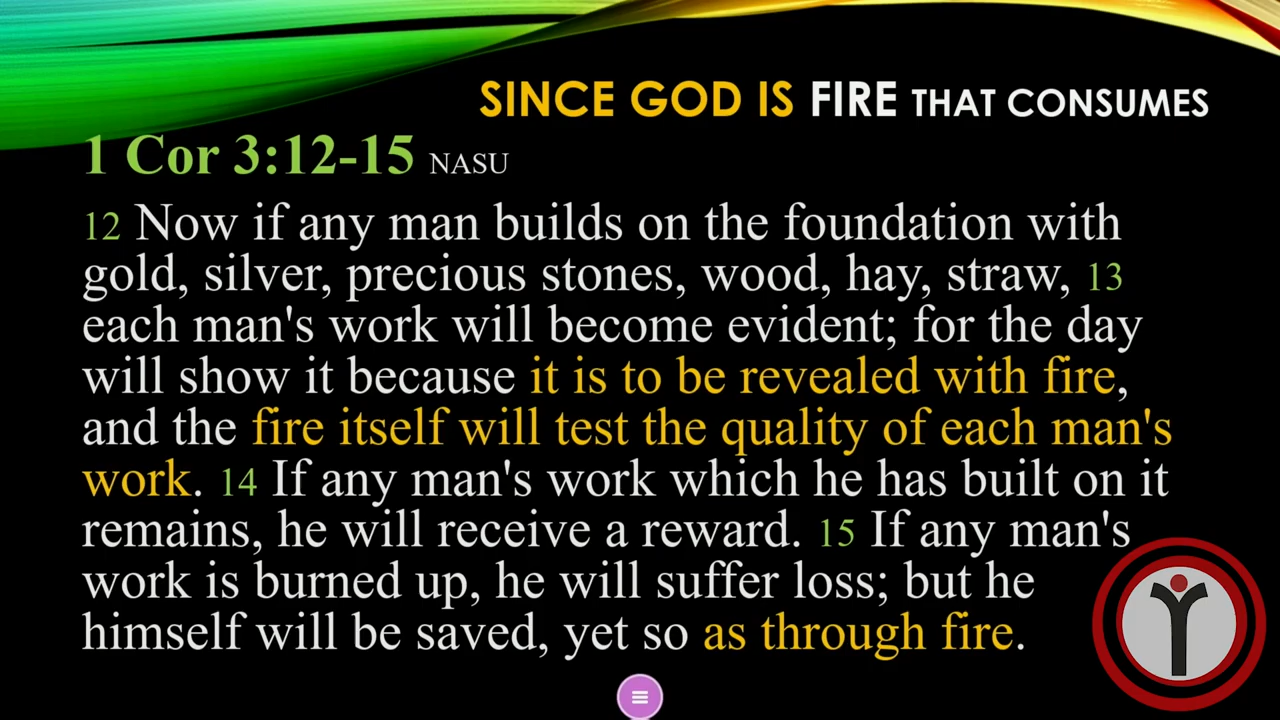 SINCE GOD IS FIRE THAT CONSUMES
1 Cor 3:12-15 NASU
12 Now if any man builds on the foundation with
gold, silver, precious stones, wood, hay, straw, 13
each man's work will become evident; for the day
will show it because it is to be revealed with fire,
and the fire itself will test the quality of each man's
work. 14 If any man's work which he has built on it
remains, he will receive a reward. 15 If any man's
work is burned up, he will suffer loss; but he
himself will be saved, yet so as through fire.